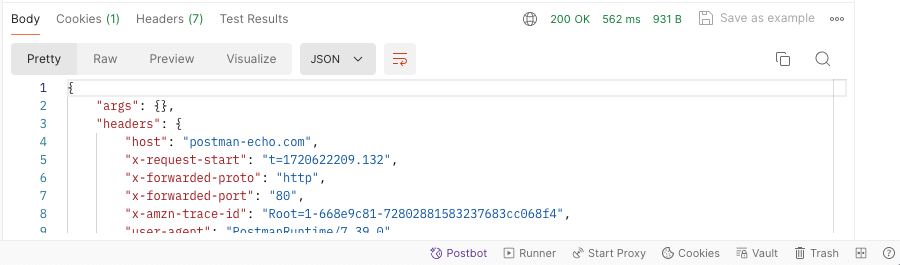 Body Cookies (1) Headers (7) Test Results 200 OK 562 ms 931 B Save as example
Pretty Raw Preview Visualize JSON
1 {
2 "args": {},
3 "headers": {
4 "host": "postman-echo.com",
5 "x-request-start": "t=1720622209.132",
6 "x-forwarded-proto": "http",
7 "x-forwarded-port": "80",
8 "x-amzn-trace-id": "Root=1-668e9c81-72802881583237683cc068f4",
9 "user-agent": "PostmanRuntime/7.39.0"
Postbot Runner Start Proxy Cookies Vault Trash